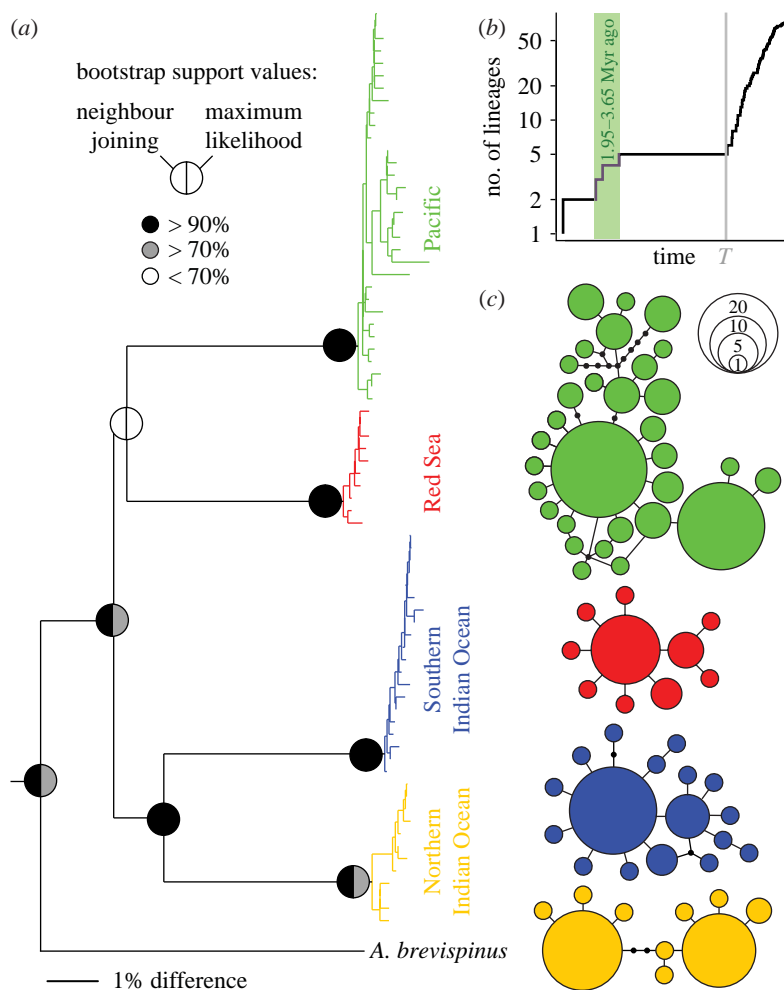 (a)
bootstrap support values:
neighbour joining
maximum likelihood
> 90%
> 70%
< 70%
Pacific
Red Sea
Southern
Indian Ocean
Northern
Indian Ocean
A. brevispinus
1% difference
(b)
no. of lineages
50
20
10
5
2
1
1.95–3.65 Myr ago
time
T
(c)
20
10
5
1